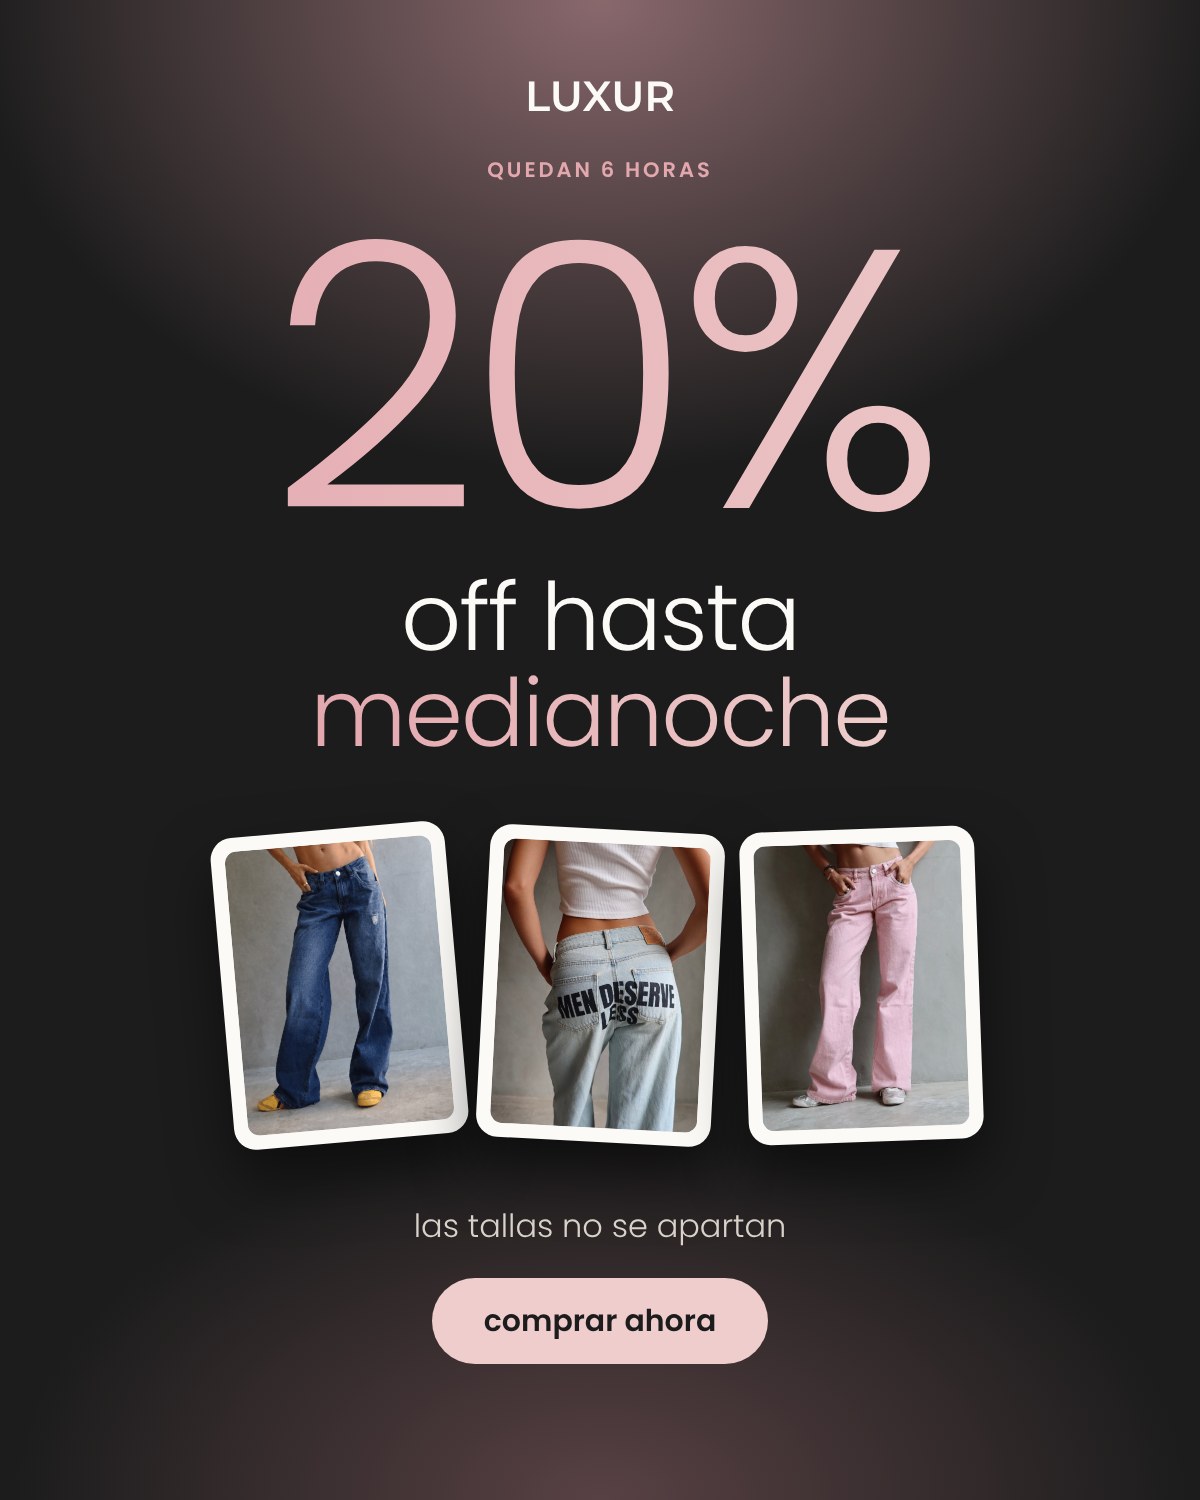 LUXUR
QUEDAN 6 HORAS
20%
off hasta
medianoche
MEN DESERVE
LESS
las tallas no se apartan
comprar ahora